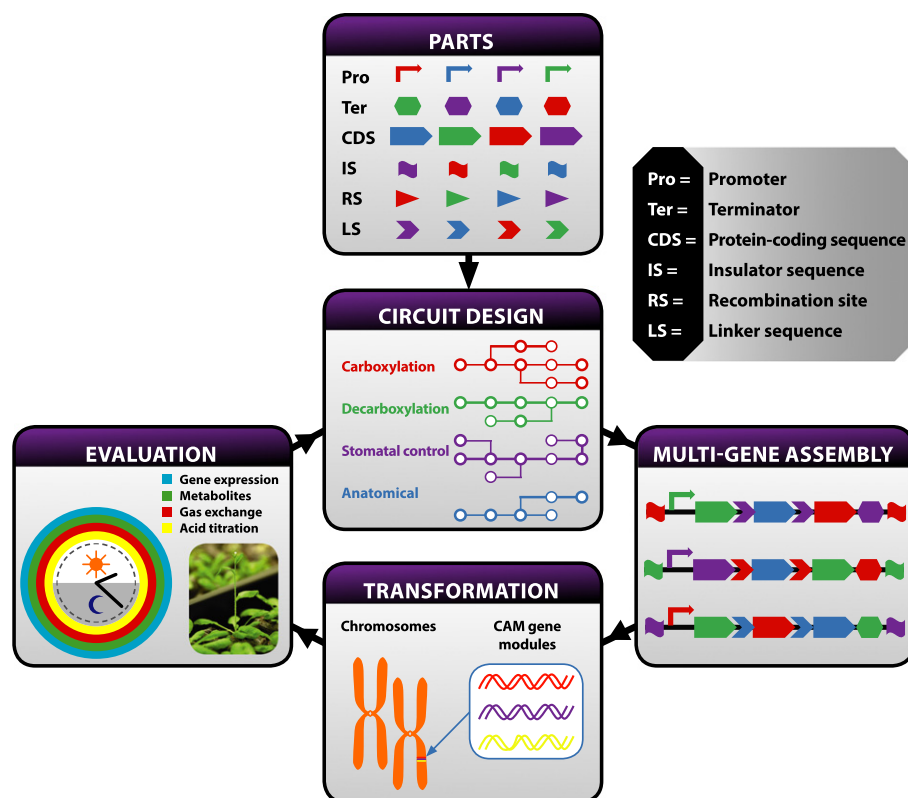 PARTS
Pro
Ter
CDS
IS
RS
LS
Pro = Promoter
Ter = Terminator
CDS = Protein-coding sequence
IS = Insulator sequence
RS = Recombination site
LS = Linker sequence
CIRCUIT DESIGN
Carboxylation
Decarboxylation
Stomatal control
Anatomical
EVALUATION
Gene expression
Metabolites
Gas exchange
Acid titration
MULTI-GENE ASSEMBLY
TRANSFORMATION
Chromosomes
CAM gene
modules